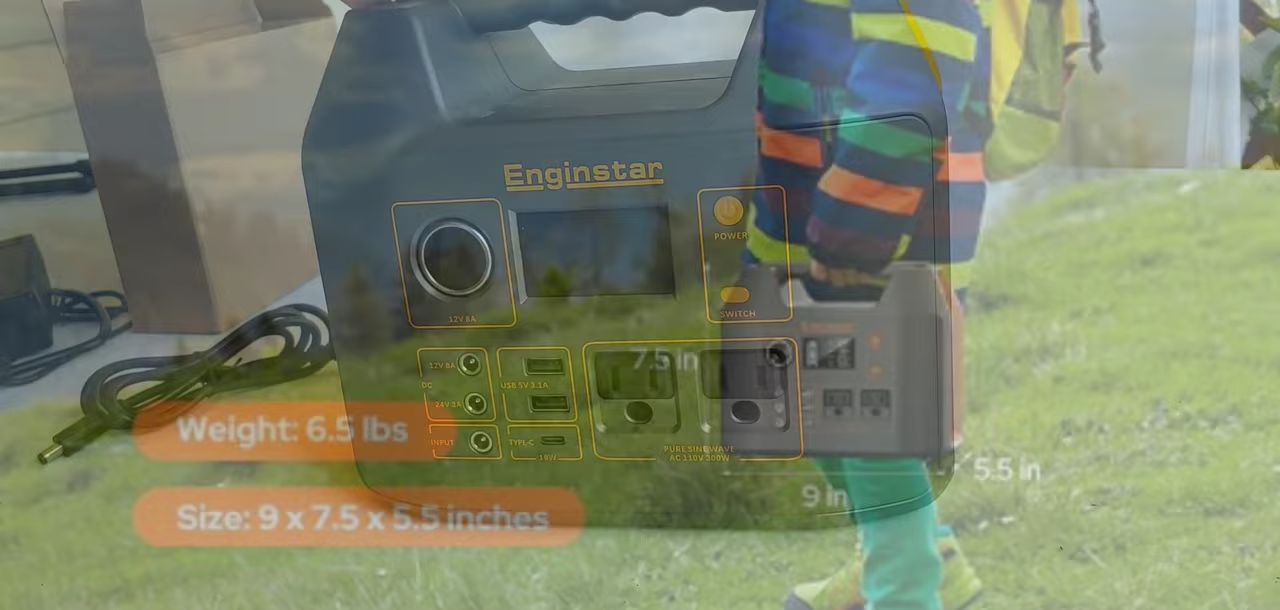 Enginstar
POWER
SWITCH
12V 8A
12V 8A
DC
24V 3A
INPUT
USB 5V 3.1A
TYPE-C
18W
PURE SINE WAVE
AC 110V 300W
7.5 in
9 in
5.5 in
Weight: 6.5 lbs
Size: 9 x 7.5 x 5.5 inches